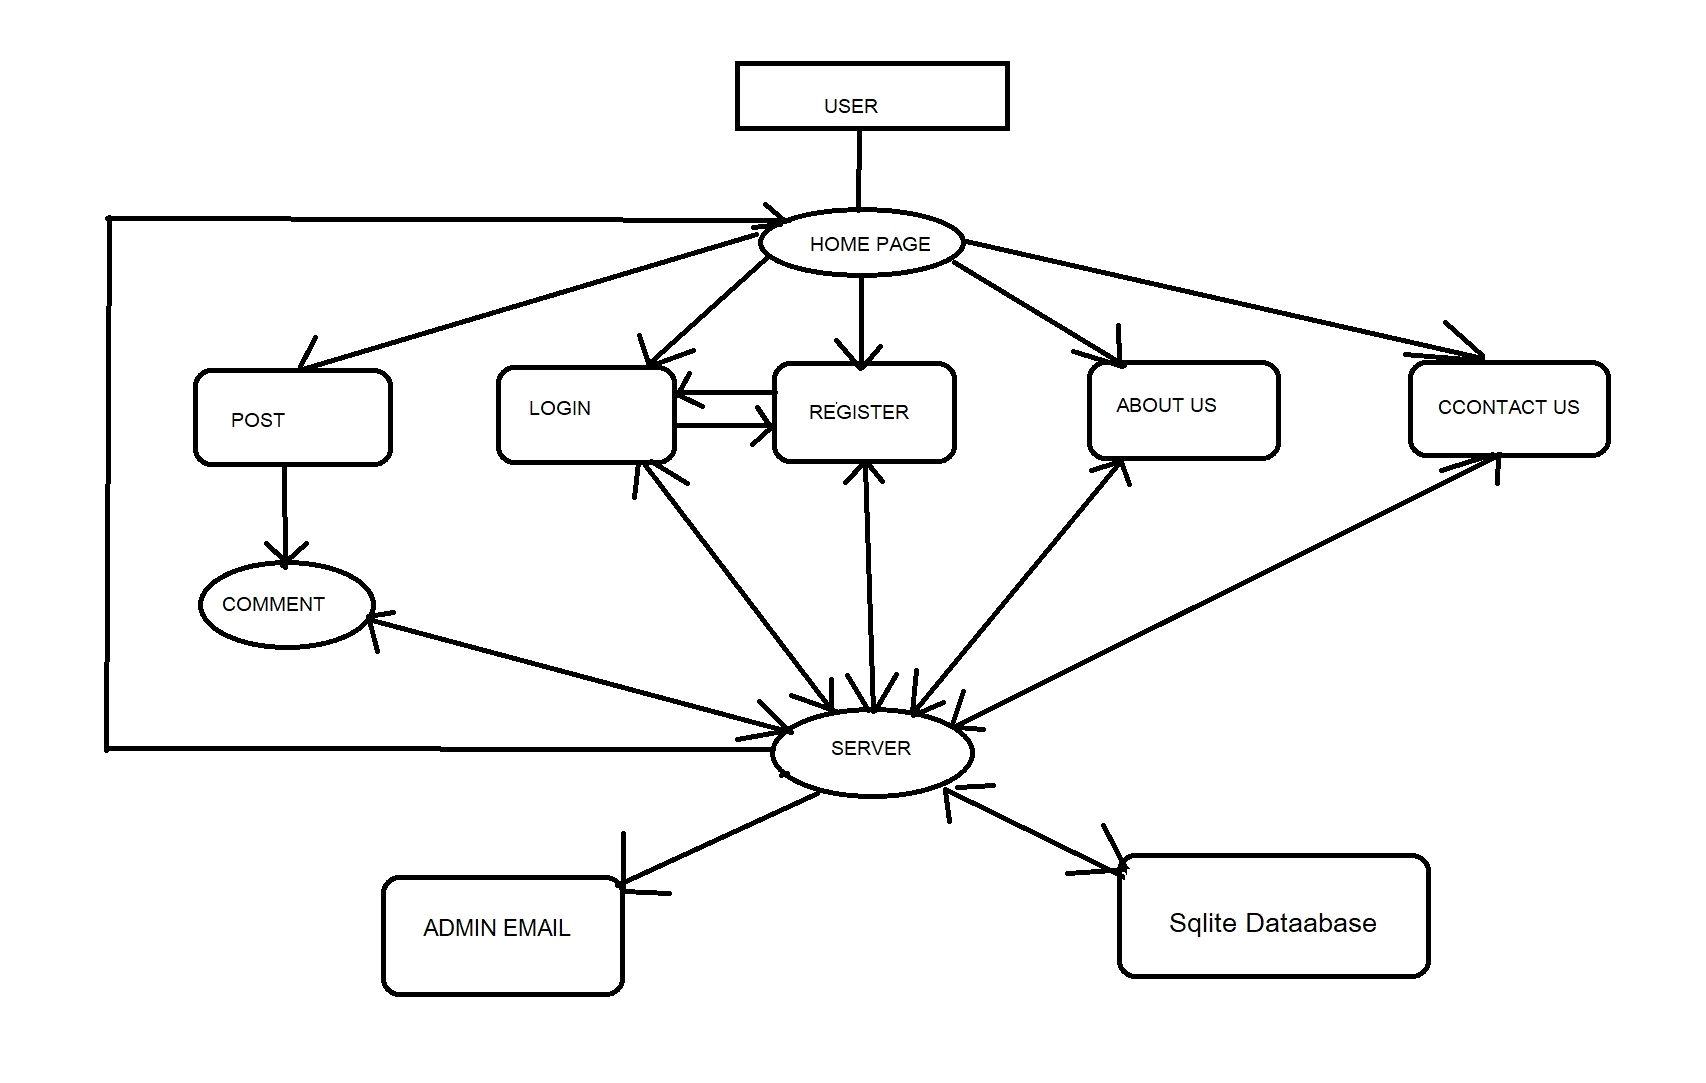 USER
HOME PAGE
POST
LOGIN
REGISTER
ABOUT US
CCONTACT US
COMMENT
SERVER
ADMIN EMAIL
Sqlite Dataabase